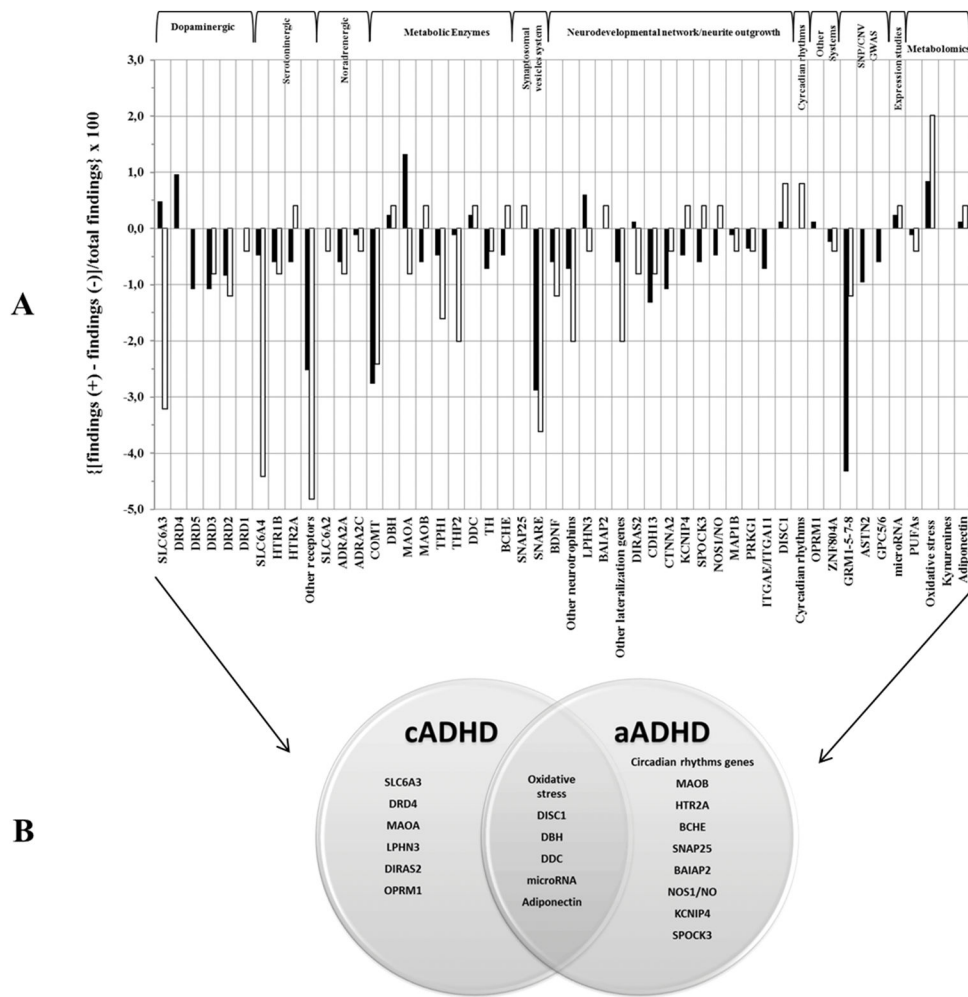 Dopaminergic
Serotoninergic
Noradrenergic
Metabolic Enzymes
Synaptosomal
vesicles system
Neurodevelopmental network/neurite outgrowth
Cyrcadian rhythms
Other
Systems
SNP/CNV
GWAS
Expression studies
Metabolomics
{[findings (+) - findings (-)]/total findings} x 100
3,0
2,0
1,0
0,0
-1,0
-2,0
-3,0
-4,0
-5,0
A
SLC6A3
DRD4
DRD5
DRD3
DRD2
DRD1
SLC6A4
HTR1B
HTR2A
Other receptors
SLC6A2
ADRA2A
ADRA2C
COMT
DBH
MAOA
MAOB
TPH1
THP2
DDC
TH
BCHE
SNAP25
SNARE
BDNF
Other neurotrophins
LPHN3
BAIAP2
Other lateralization genes
DIRAS2
CDH13
CTNNA2
KCNIP4
SPOCK3
NOS1/NO
MAP1B
PRKG1
ITGAE/ITGA11
DISC1
Cyrcadian rhythms
OPRM1
ZNF804A
GRM1-5-7-8
ASTN2
GPC5/6
microRNA
PUFAs
Oxidative stress
Kynurenines
Adiponectin
B
cADHD
SLC6A3
DRD4
MAOA
LPHN3
DIRAS2
OPRM1
Oxidative
stress
DISC1
DBH
DDC
microRNA
Adiponectin
aADHD
Circadian rhythms genes
MAOB
HTR2A
BCHE
SNAP25
BAIAP2
NOS1/NO
KCNIP4
SPOCK3